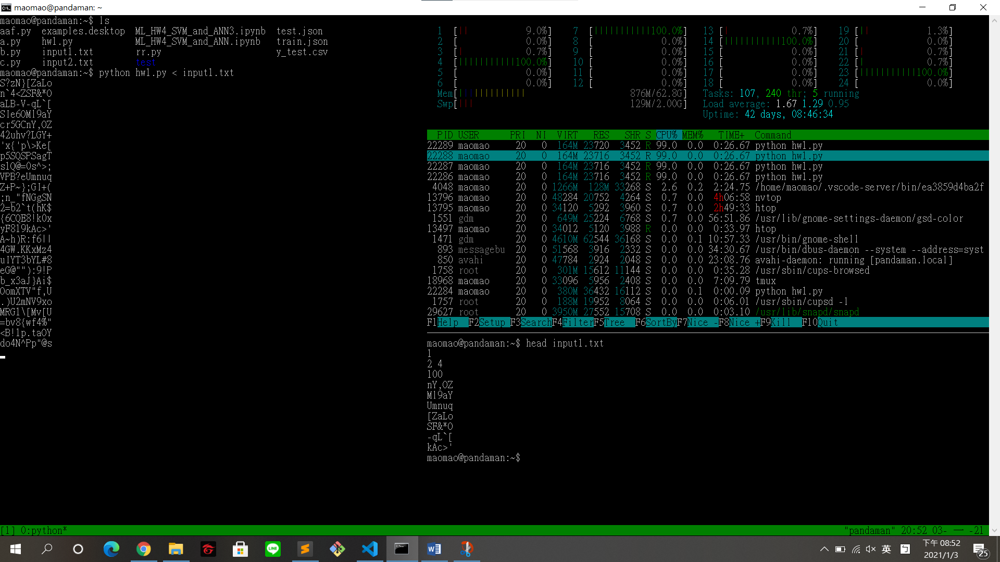 maomao@pandaman: ~
maomao@pandaman:~$ ls
aaf.py  examples.desktop  ML_HW4_SVM_and_ANN3.ipynb  test.json
a.py    hw1.py            ML_HW4_SVM_and_ANN.ipynb   train.json
b.py    input1.txt        rr.py                      y_test.csv
c.py    input2.txt        test
maomao@pandaman:~$ python hw1.py < input1.txt
S?zN}[ZaLo
n`4<ZSF&*O
aLB-V-qL`[
SIe6OM19aY
cr5GCnY,OZ
42uhv?LGY+
'x{'p\>Ke[
p5SQSPSagT
slQ@=0s^>;
VPB?eUmnuq
Z+P~};GI+(
;n_"fNGgSN
2=b2`t(hK$
{6CQE8!k0x
yF819kAc>'
A~h)R:f6||
4GW.KKxMz4
uIYT3bYL#8
eG@""):9!P
b_x3aJ}Ai$
OomXTV"f,U
.)U2mNV9xo
MRG1\[Mv[U
=bv8{wf4%"
<B!lp.taOY
do4N^Pp"@s
1 [|| 9.0%] 7 [|||||||||||100.0%] 13 [| 0.7%] 19 [|| 1.3%]
2 [ 0.0%] 8 [ 0.0%] 14 [|||||||||||100.0%] 20 [ 0.0%]
3 [| 0.7%] 9 [ 0.0%] 15 [ 0.0%] 21 [| 0.7%]
4 [|||||||||||100.0%] 10 [ 0.0%] 16 [ 0.0%] 22 [| 0.7%]
5 [ 0.0%] 11 [ 0.0%] 17 [ 0.0%] 23 [|||||||||||100.0%]
6 [ 0.0%] 12 [ 0.0%] 18 [ 0.0%] 24 [ 0.0%]
Mem[||||||||||||| 876M/62.8G] Tasks: 107, 240 thr; 5 running
Swp[||| 129M/2.00G] Load average: 1.67 1.29 0.95
Uptime: 42 days, 08:46:34
PID USER PRI NI VIRT RES SHR S CPU% MEM% TIME+ Command
22289 maomao 20 0 164M 23720 3452 R 99.0 0.0 0:26.67 python hw1.py
22288 maomao 20 0 164M 23716 3452 R 99.0 0.0 0:26.67 python hw1.py
22287 maomao 20 0 164M 23716 3452 R 99.0 0.0 0:26.67 python hw1.py
22286 maomao 20 0 164M 23716 3452 R 99.0 0.0 0:26.67 python hw1.py
4048 maomao 20 0 1266M 128M 33268 S 2.6 0.2 2:24.75 /home/maomao/.vscode-server/bin/ea3859d4ba2f
13796 maomao 20 0 48284 20752 4264 S 0.7 0.0 4h06:58 nvtop
13795 maomao 20 0 34120 5292 3960 S 0.7 0.0 2h49:33 htop
1551 gdm 20 0 649M 25224 6768 S 0.7 0.0 56:51.86 /usr/lib/gnome-settings-daemon/gsd-color
13497 maomao 20 0 34012 5120 3988 R 0.0 0.0 0:33.97 htop
1471 gdm 20 0 4610M 62544 36168 S 0.0 0.1 10:57.33 /usr/bin/gnome-shell
893 messagebu 20 0 51568 3916 2332 S 0.0 0.0 34:30.67 /usr/bin/dbus-daemon --system --address=syst
850 avahi 20 0 47784 2924 2048 S 0.0 0.0 23:08.76 avahi-daemon: running [pandaman.local]
1758 root 20 0 301M 15612 11144 S 0.0 0.0 0:35.28 /usr/sbin/cups-browsed
18968 maomao 20 0 33096 5956 2408 S 0.0 0.0 7:09.79 tmux
22284 maomao 20 0 380M 36432 16112 S 0.0 0.1 0:00.09 python hw1.py
1757 root 20 0 188M 19952 8064 S 0.0 0.0 0:06.01 /usr/sbin/cupsd -l
29627 root 20 0 3950M 27552 15708 S 0.0 0.0 0:03.10 /usr/lib/snapd/snapd
F1Help F2Setup F3SearchF4FilterF5Tree F6SortByF7Nice -F8Nice +F9Kill F10Quit
maomao@pandaman:~$ head input1.txt
1
2 4
100
nY,OZ
M19aY
Umnuq
[ZaLo
SF&*O
-qL`[
kAc>'
maomao@pandaman:~$
[1] 0:python* "pandaman" 20:52 03- 一 -21
英
下午 08:52
2021/1/3
25